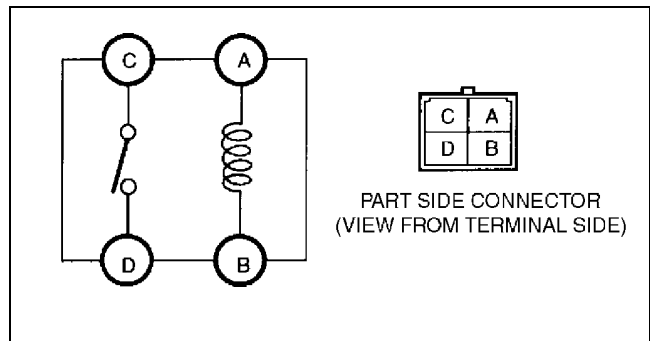 C A
D B
C A
D B
PART SIDE CONNECTOR
(VIEW FROM TERMINAL SIDE)